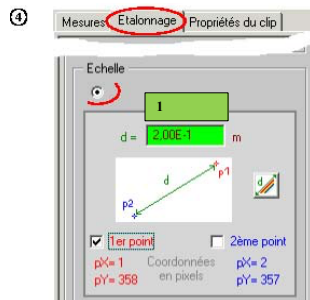 ④
Mesures Etalonnage Propriétés du clip
Echelle
1
d = 2,00E-1 m
d
p1
p2
d
1er point 2ème point
pX= 1 Coordonnées pX= 2
pY= 358 en pixels pY= 357